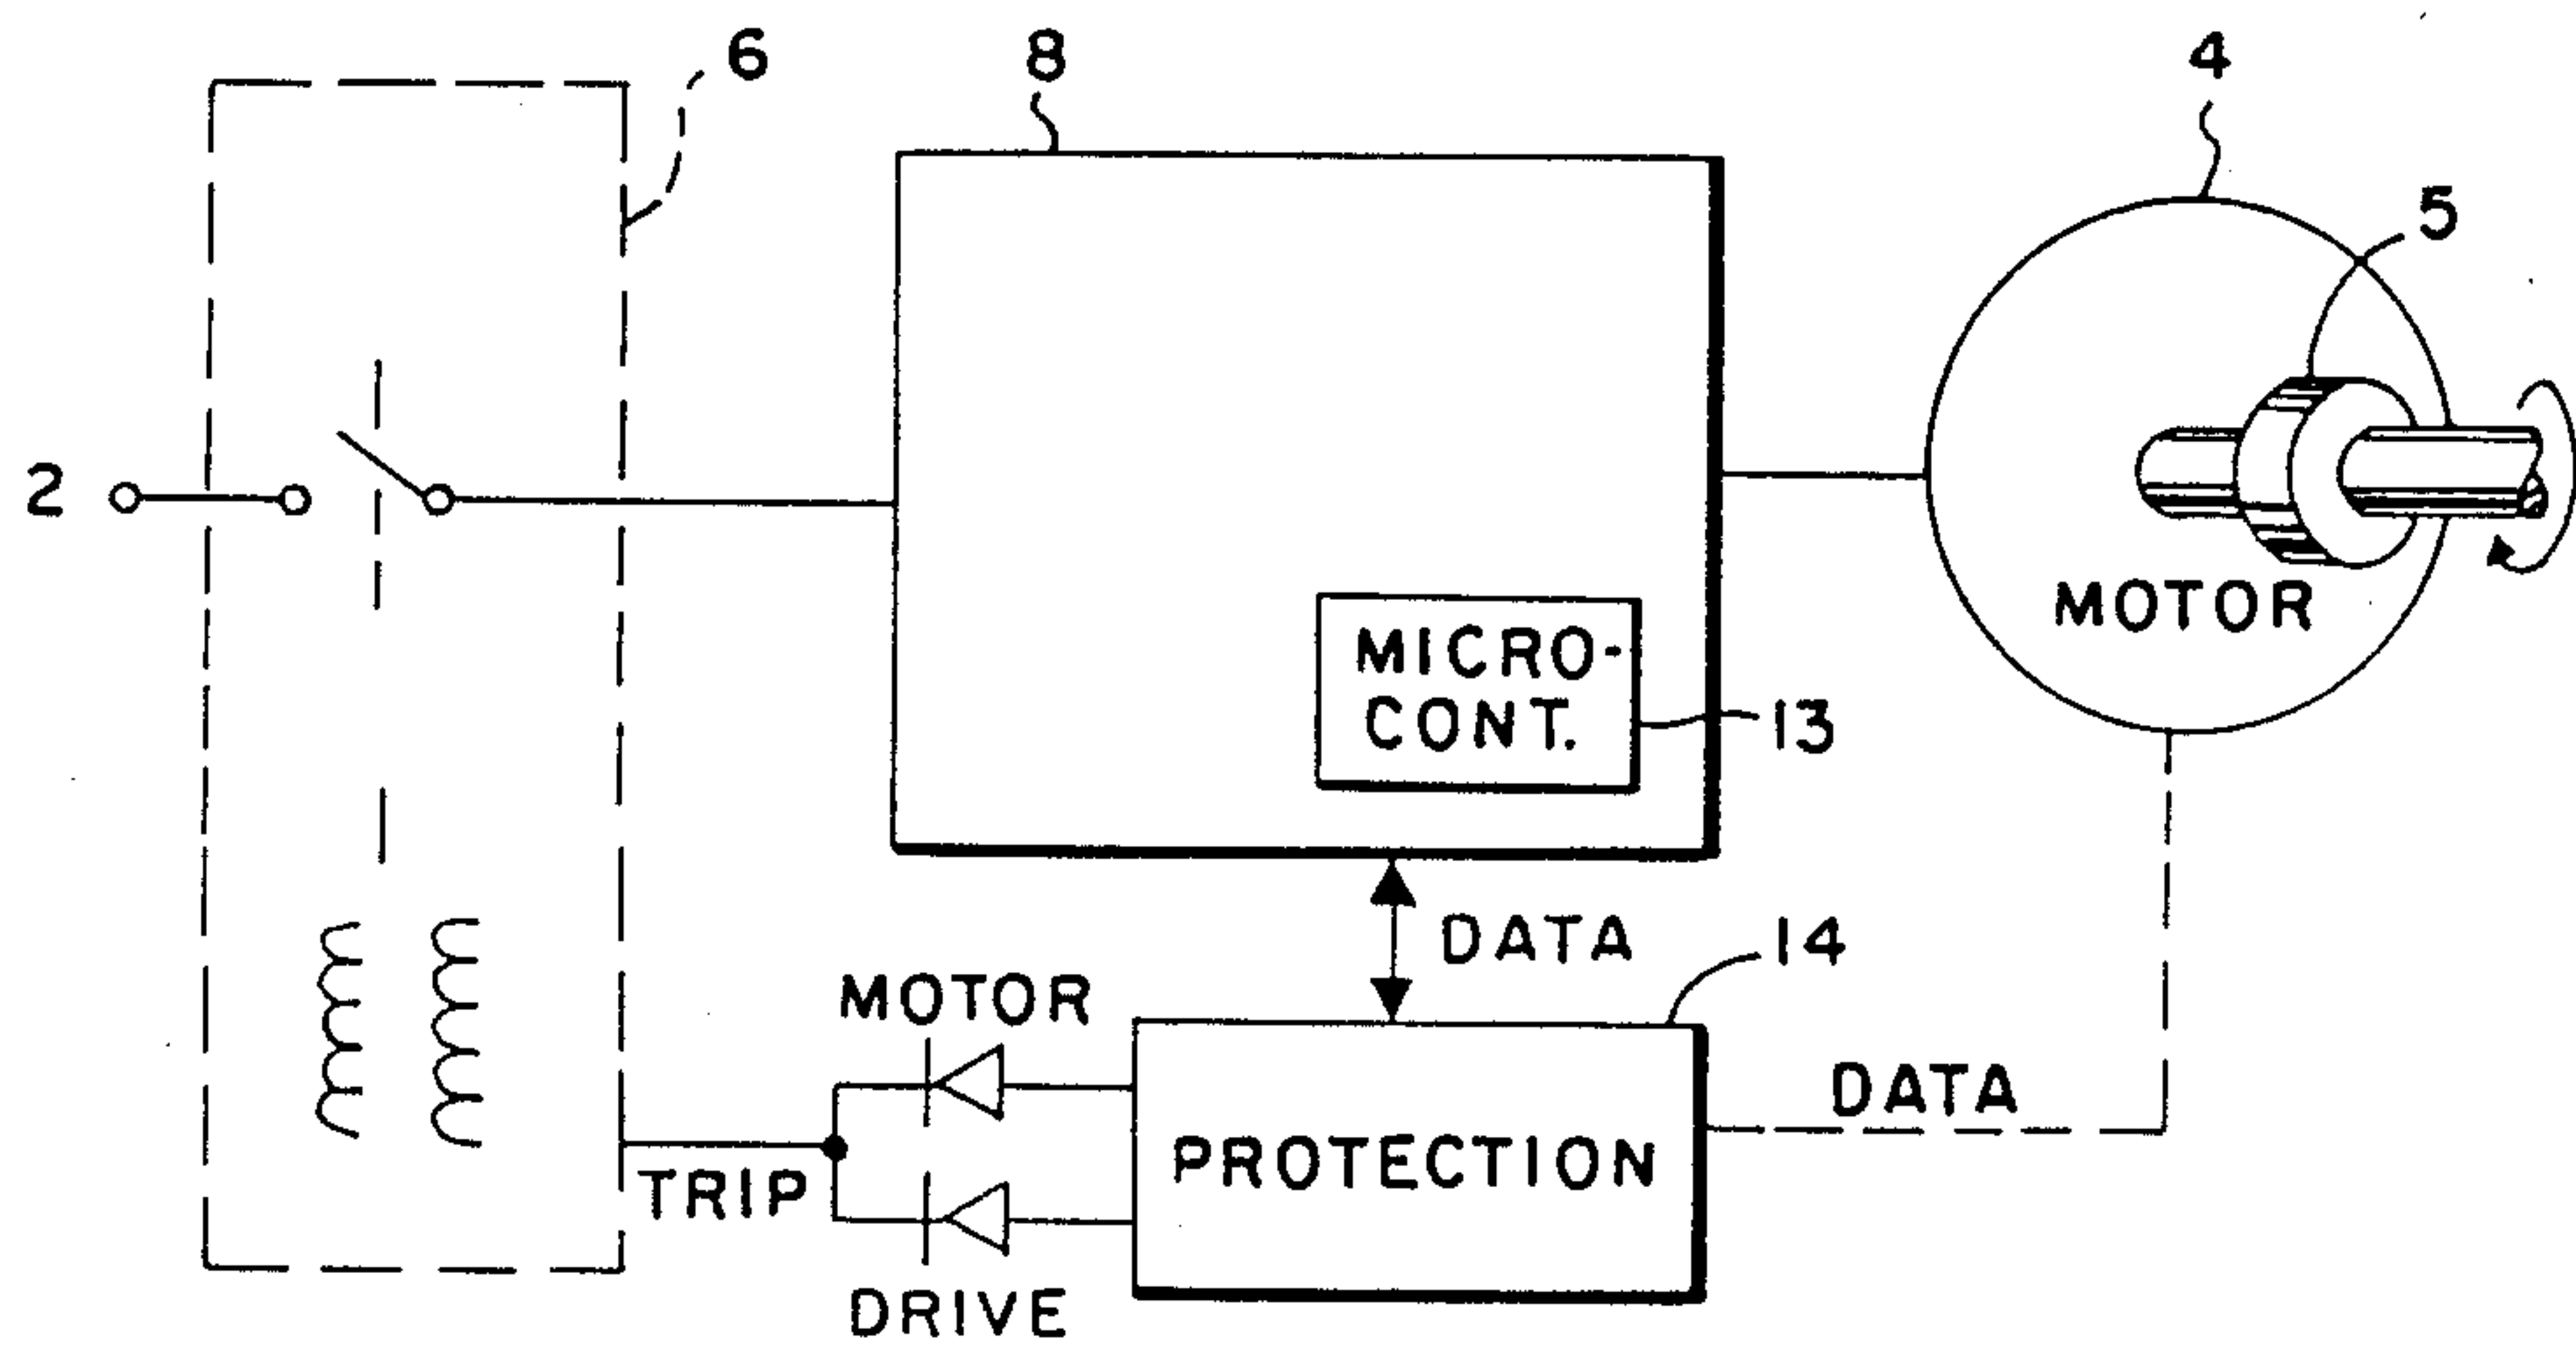 6
8
4
5
2
MOTOR
MICRO-
CONT.
13
DATA
14
MOTOR
DATA
PROTECTION
TRIP
DRIVE